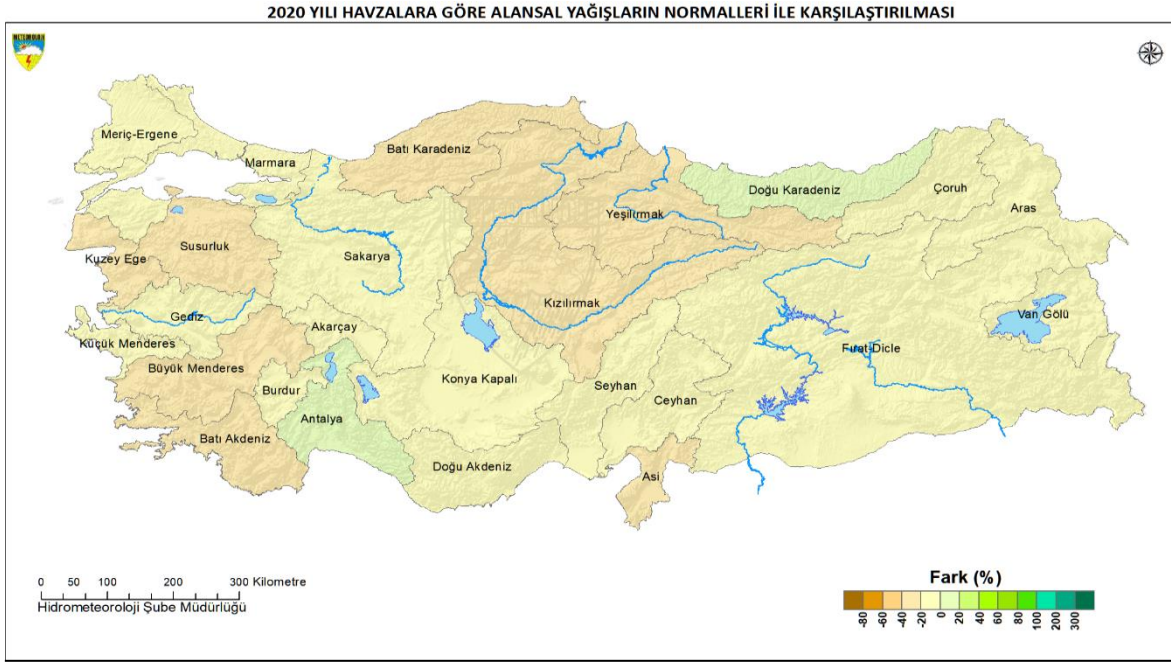 2020 YILI HAVZALARA GÖRE ALANSAL YAĞIŞLARIN NORMALLERİ İLE KARŞILAŞTIRILMASI
METEOROLOJİ
Meriç-Ergene
Marmara
Batı Karadeniz
Doğu Karadeniz
Çoruh
Aras
Yeşilırmak
Susurluk
Kuzey Ege
Sakarya
Kızılırmak
Gediz
Akarçay
Van Gölü
Küçük Menderes
Fırat-Dicle
Büyük Menderes
Konya Kapalı
Burdur
Seyhan
Ceyhan
Antalya
Batı Akdeniz
Doğu Akdeniz
Asi
0 50 100 200 300 Kilometre
Hidrometeoroloji Şube Müdürlüğü
Fark (%)
-80 -60 -40 -20 0 20 40 60 80 100 200 300